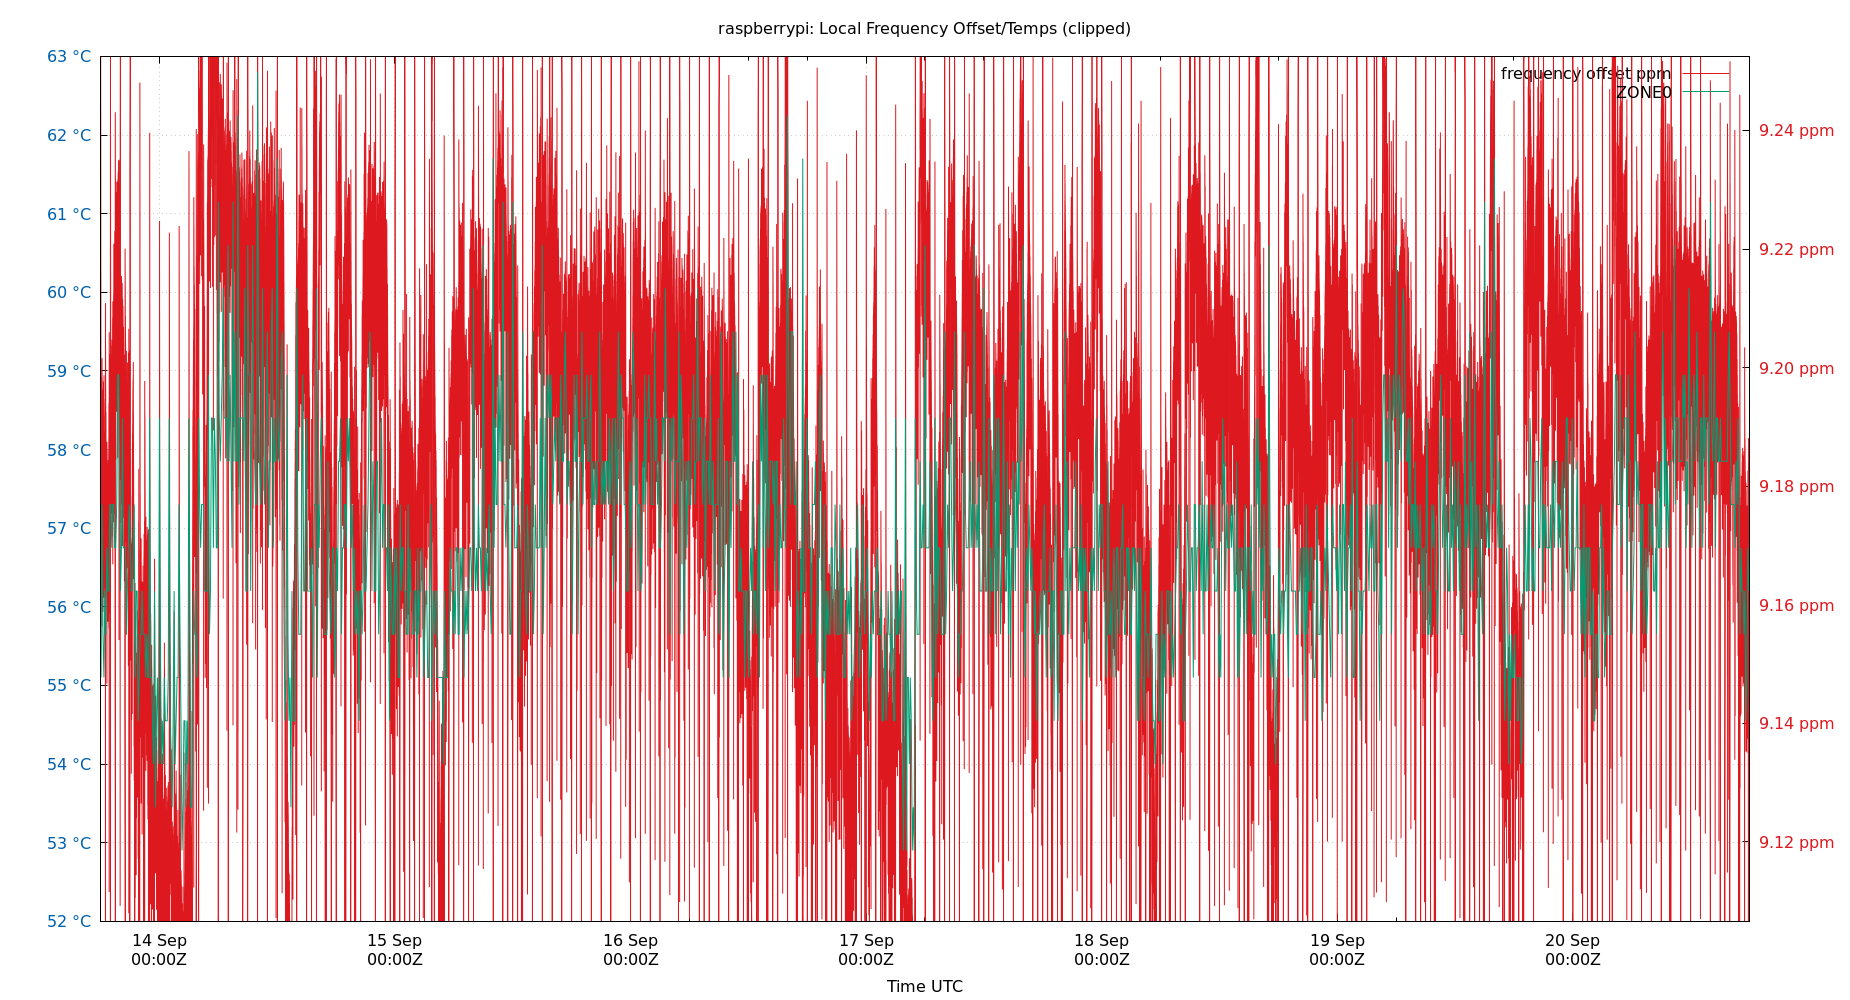 raspberrypi: Local Frequency Offset/Temps (clipped)
63 °C
62 °C
61 °C
60 °C
59 °C
58 °C
57 °C
56 °C
55 °C
54 °C
53 °C
52 °C
frequency offset ppm
ZONE0
9.24 ppm
9.22 ppm
9.20 ppm
9.18 ppm
9.16 ppm
9.14 ppm
9.12 ppm
14 Sep
00:00Z
15 Sep
00:00Z
16 Sep
00:00Z
17 Sep
00:00Z
18 Sep
00:00Z
19 Sep
00:00Z
20 Sep
00:00Z
Time UTC